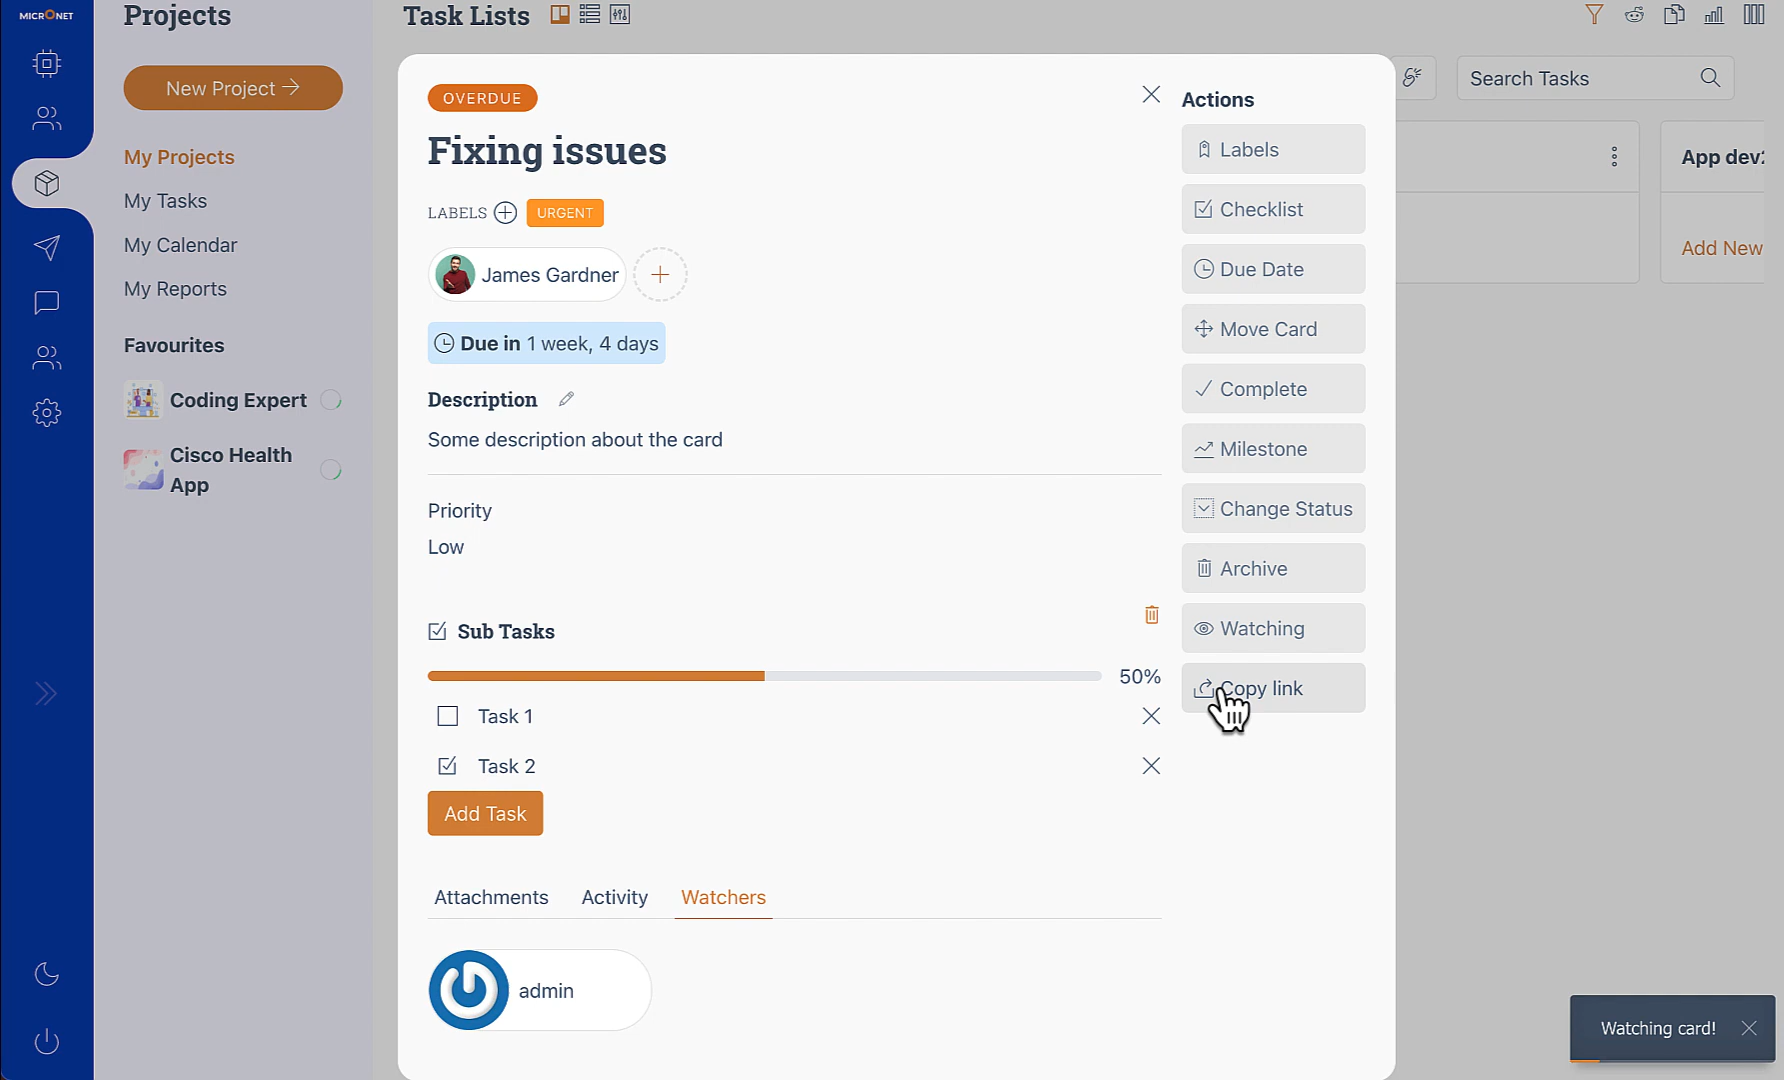 MICRONET
Projects
New Project
My Projects
My Tasks
My Calendar
My Reports
Favourites
Coding Expert
Cisco Health
App
Task Lists
Search Tasks
App dev2
Add New
OVERDUE
Fixing issues
LABELS URGENT
James Gardner
Due in 1 week, 4 days
Description
Some description about the card
Priority
Low
Sub Tasks
50%
Task 1
Task 2
Add Task
Attachments Activity Watchers
admin
Actions
Labels
Checklist
Due Date
Move Card
Complete
Milestone
Change Status
Archive
Watching
Copy link
Watching card!